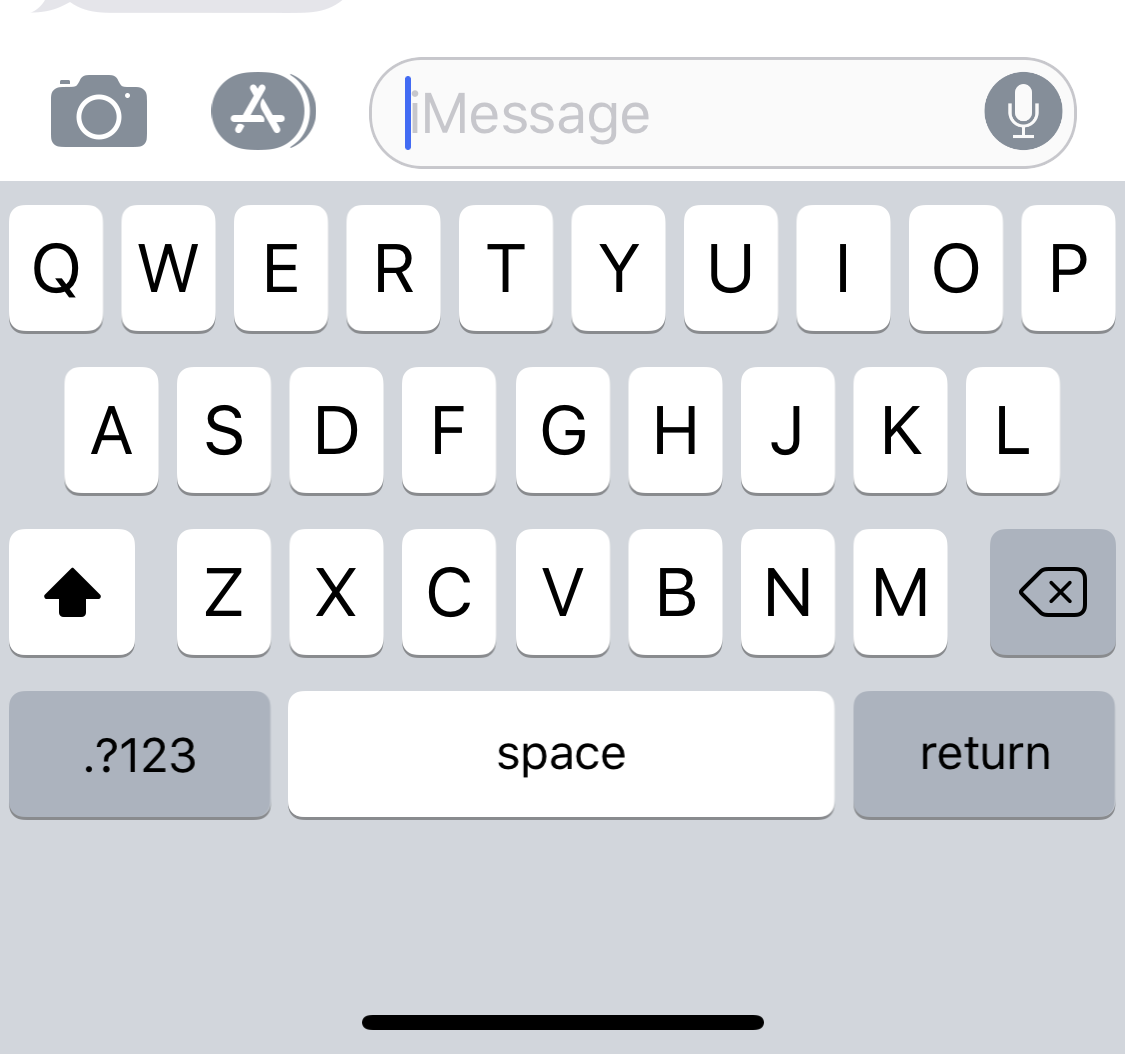 iMessage
Q W E R T Y U I O P
A S D F G H J K L
Z X C V B N M
.?123 space return